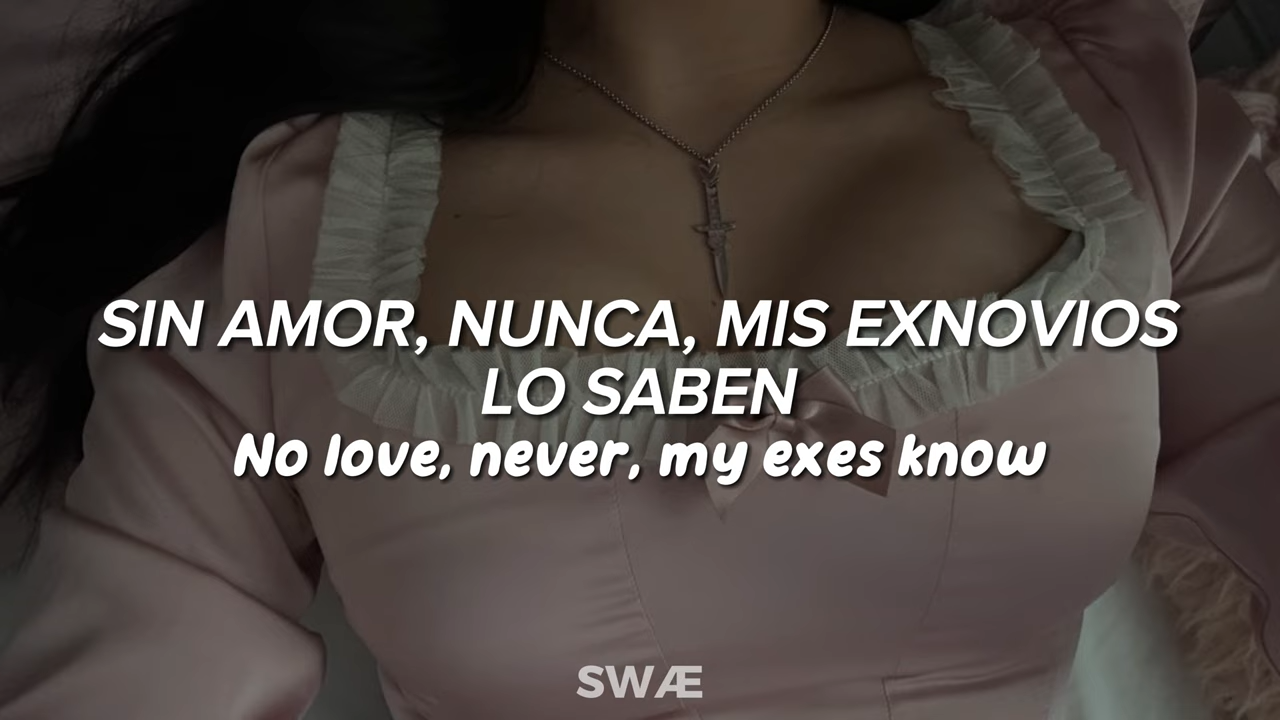 SIN AMOR, NUNCA, MIS EXNOVIOS
LO SABEN
No love, never, my exes know
SWÆ